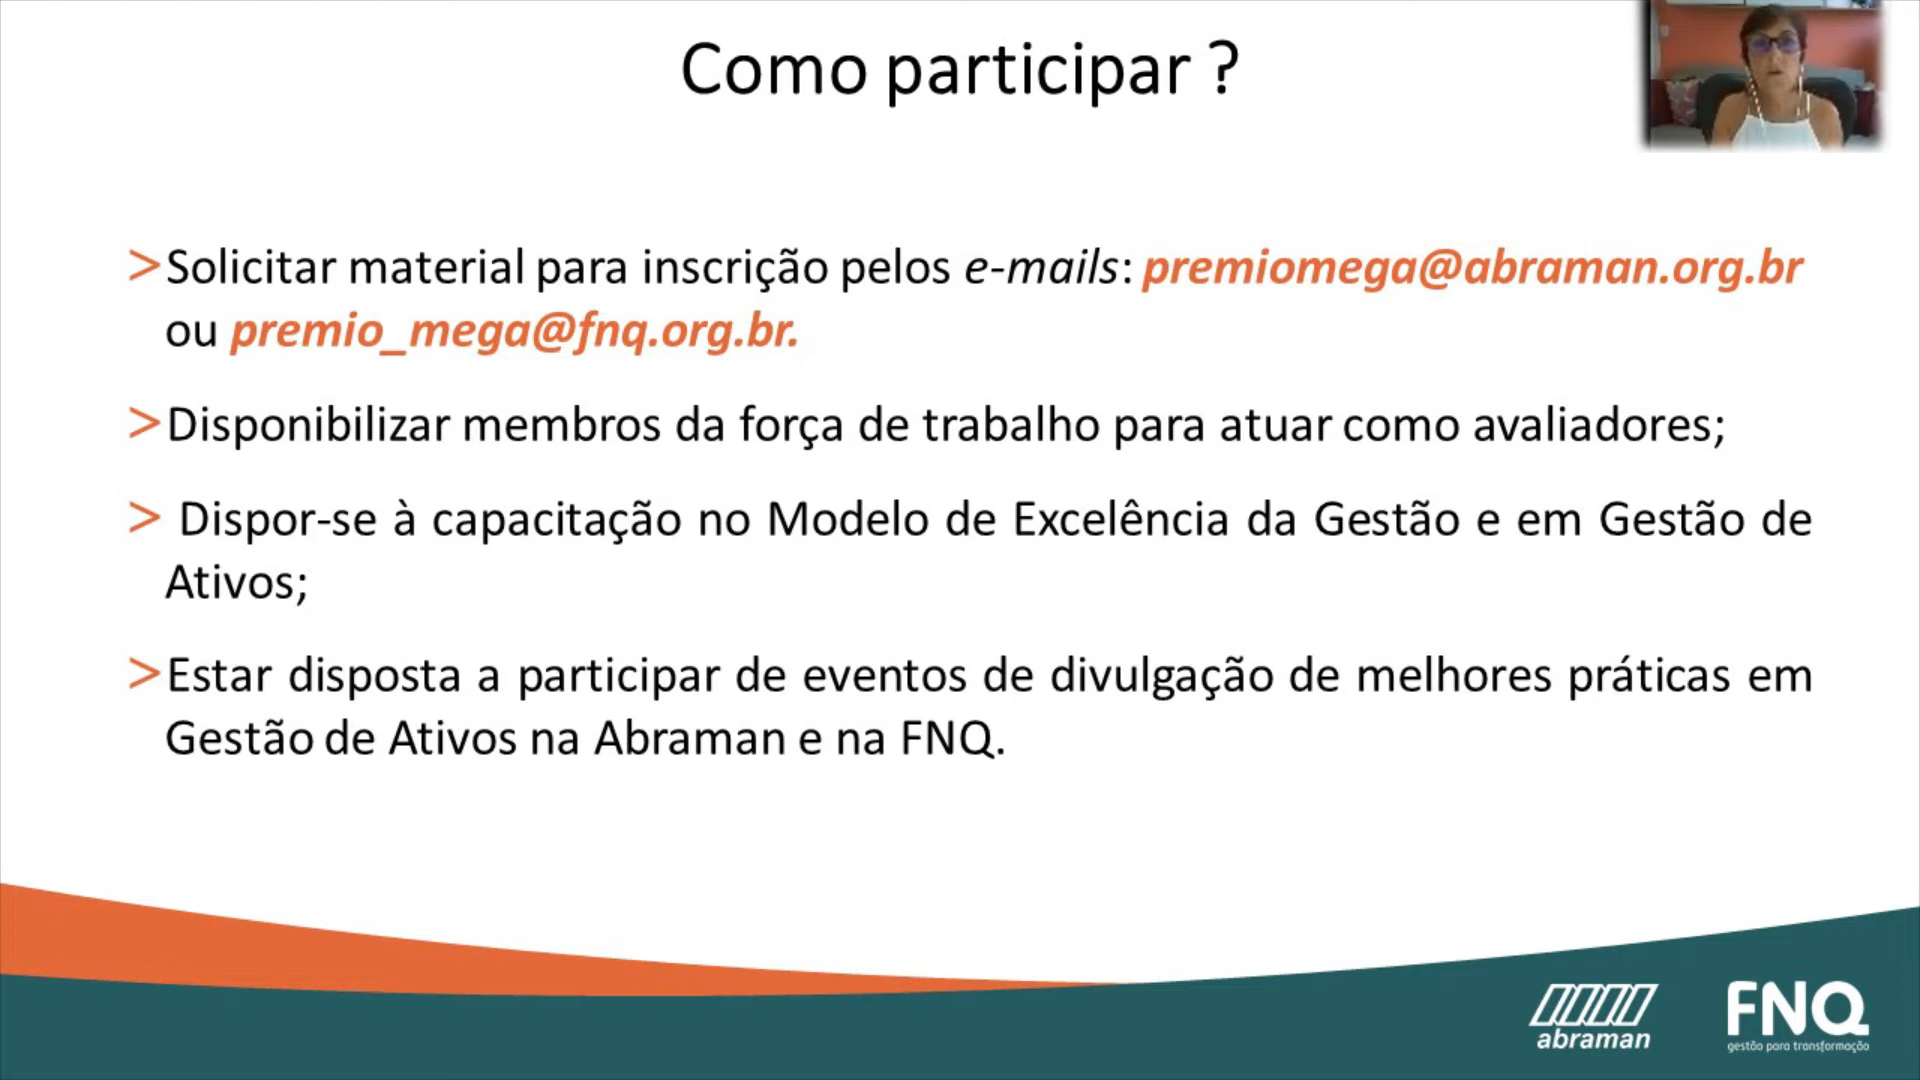 Como participar ?
>Solicitar material para inscrição pelos e-mails: premiomega@abraman.org.br
ou premio_mega@fnq.org.br.
>Disponibilizar membros da força de trabalho para atuar como avaliadores;
> Dispor-se à capacitação no Modelo de Excelência da Gestão e em Gestão de
Ativos;
>Estar disposta a participar de eventos de divulgação de melhores práticas em
Gestão de Ativos na Abraman e na FNQ.
abraman
FNQ
gestão para transformação